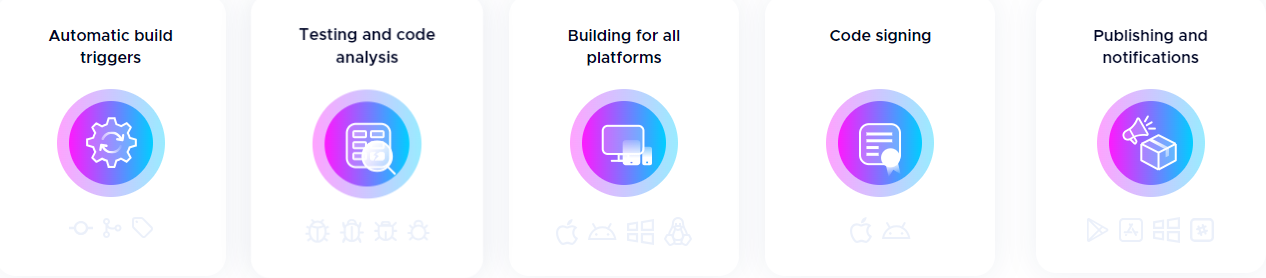 Automatic build
triggers
Testing and code
analysis
Building for all
platforms
Code signing
Publishing and
notifications